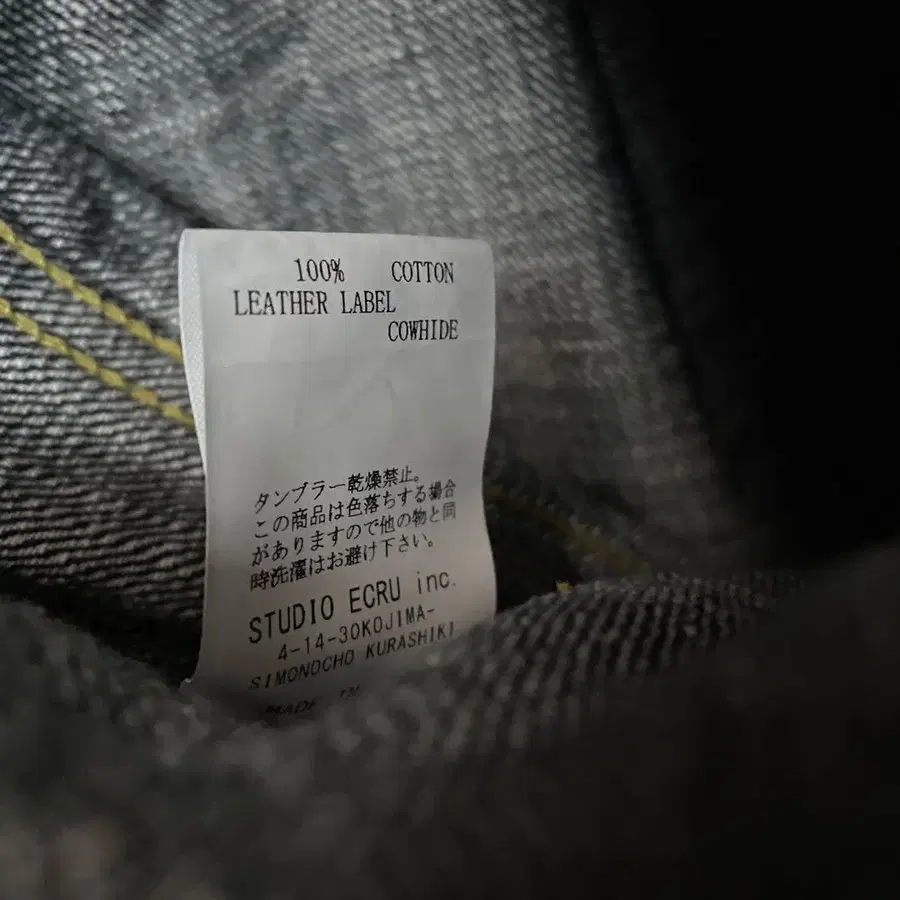 100% COTTON
LEATHER LABEL
COWHIDE
タンブラー乾燥禁止。
この商品は色落ちする場合
がありますので他の物と同
時洗濯はお避け下さい。
STUDIO ECRU inc.
4-14-30KOJIMA-
SIMONOCHO KURASHIKI
MADE IN